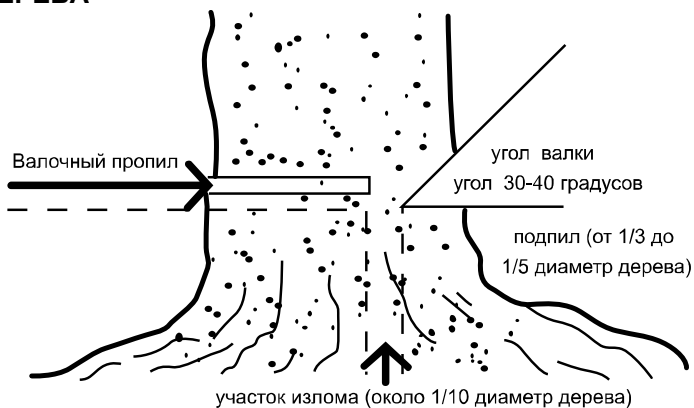 Валочный пропил
угол валки
угол 30-40 градусов
подпил (от 1/3 до
1/5 диаметр дерева)
участок излома (около 1/10 диаметр дерева)